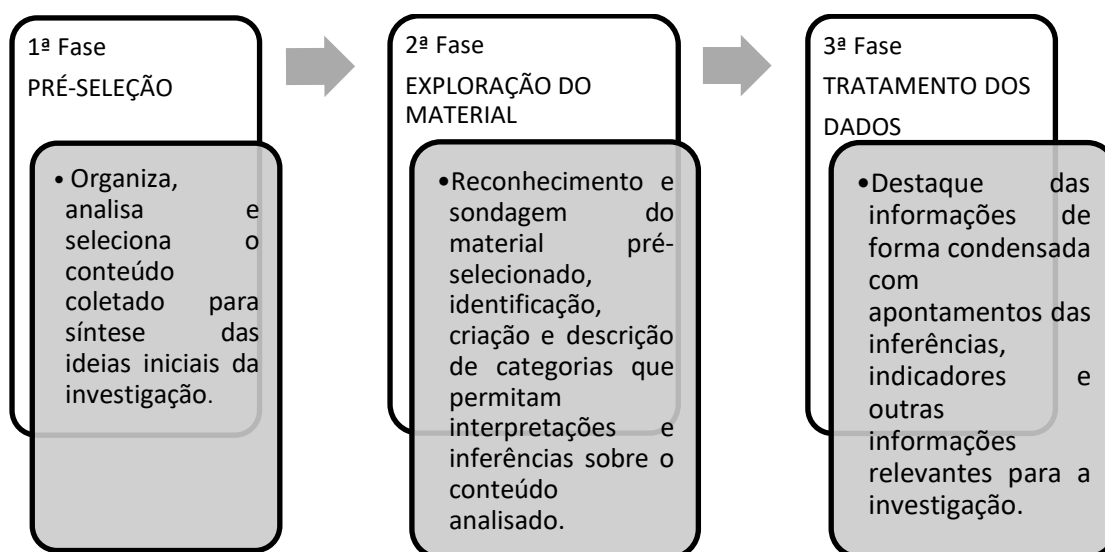 1ª Fase
PRÉ-SELEÇÃO
• Organiza,
analisa e
seleciona o
conteúdo
coletado para
síntese das
ideias iniciais da
investigação.
2ª Fase
EXPLORAÇÃO DO
MATERIAL
•Reconhecimento e
sondagem do
material pré-
selecionado,
identificação,
criação e descrição
de categorias que
permitam
interpretações e
inferências sobre o
conteúdo
analisado.
3ª Fase
TRATAMENTO DOS
DADOS
•Destaque das
informações de
forma condensada
com
apontamentos das
inferências,
indicadores e
outras
informações
relevantes para a
investigação.